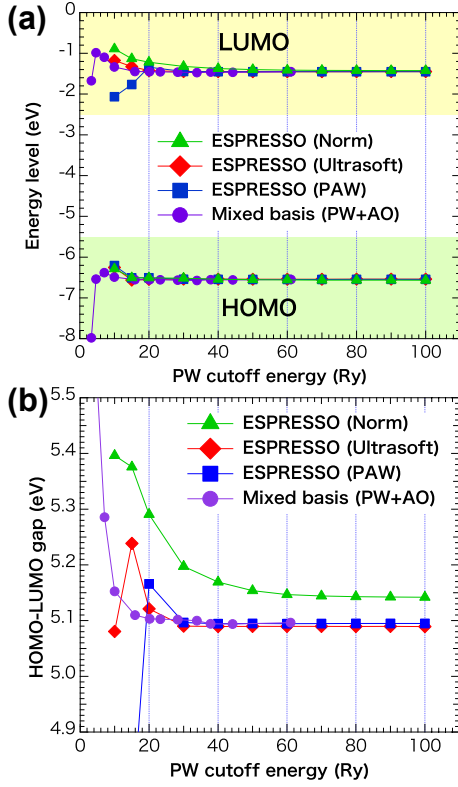 (a)
LUMO
ESPRESSO (Norm)
ESPRESSO (Ultrasoft)
ESPRESSO (PAW)
Mixed basis (PW+AO)
HOMO
Energy level (eV)
0
-1
-2
-3
-4
-5
-6
-7
-8
0 20 40 60 80 100
PW cutoff energy (Ry)
(b)
ESPRESSO (Norm)
ESPRESSO (Ultrasoft)
ESPRESSO (PAW)
Mixed basis (PW+AO)
HOMO-LUMO gap (eV)
5.5
5.4
5.3
5.2
5.1
5.0
4.9
0 20 40 60 80 100
PW cutoff energy (Ry)